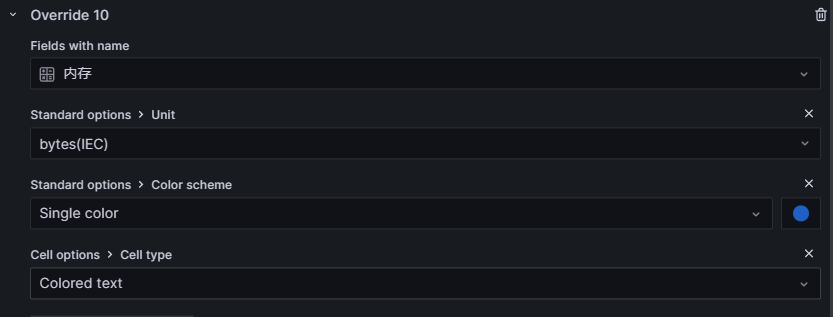 Override 10
Fields with name
内存
Standard options > Unit
bytes(IEC)
Standard options > Color scheme
Single color
Cell options > Cell type
Colored text